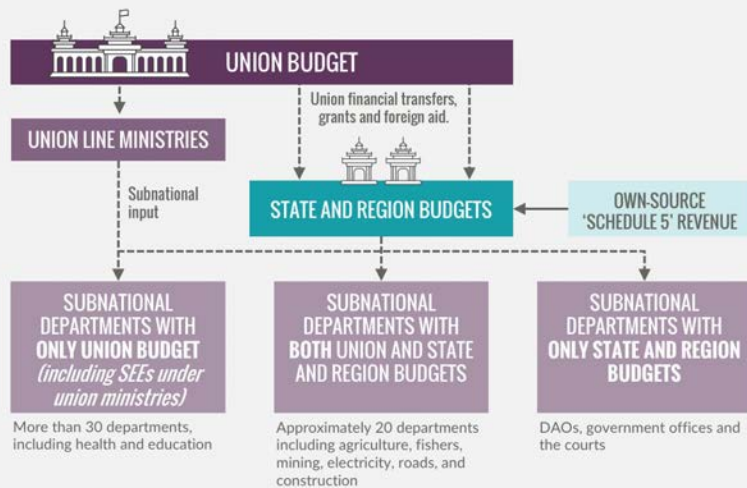 UNION BUDGET
Union financial transfers,
grants and foreign aid.
UNION LINE MINISTRIES
Subnational
input
STATE AND REGION BUDGETS
OWN-SOURCE
‘SCHEDULE 5’ REVENUE
SUBNATIONAL
DEPARTMENTS WITH
ONLY UNION BUDGET
(including SEEs under
union ministries)
More than 30 departments,
including health and education
SUBNATIONAL
DEPARTMENTS WITH
BOTH UNION AND STATE
AND REGION BUDGETS
Approximately 20 departments
including agriculture, fishers,
mining, electricity, roads, and
construction
SUBNATIONAL
DEPARTMENTS WITH
ONLY STATE AND REGION
BUDGETS
DAOs, government offices and
the courts